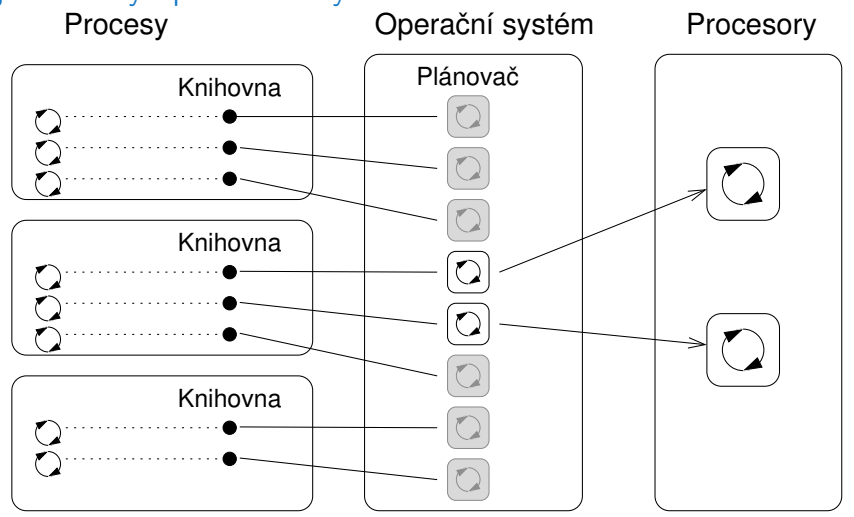 Procesy
Operační systém
Procesory
Knihovna
Plánovač
Knihovna
Knihovna